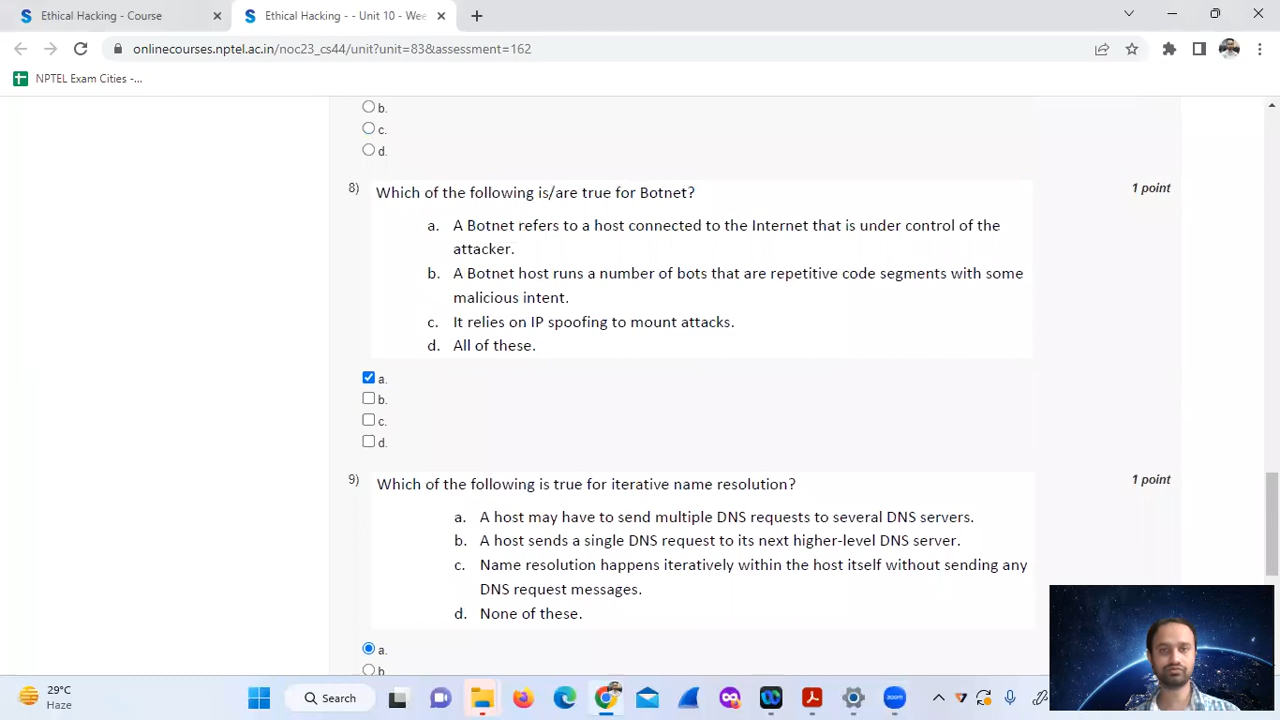 Ethical Hacking - Course
Ethical Hacking - - Unit 10 - Wee
onlinecourses.nptel.ac.in/noc23_cs44/unit?unit=83&assessment=162
NPTEL Exam Cities -...
b.
c.
d.
8) Which of the following is/are true for Botnet? 1 point
a. A Botnet refers to a host connected to the Internet that is under control of the
attacker.
b. A Botnet host runs a number of bots that are repetitive code segments with some
malicious intent.
c. It relies on IP spoofing to mount attacks.
d. All of these.
a.
b.
c.
d.
9) Which of the following is true for iterative name resolution? 1 point
a. A host may have to send multiple DNS requests to several DNS servers.
b. A host sends a single DNS request to its next higher-level DNS server.
c. Name resolution happens iteratively within the host itself without sending any
DNS request messages.
d. None of these.
a.
b.
29°C
Haze
Search
zoom